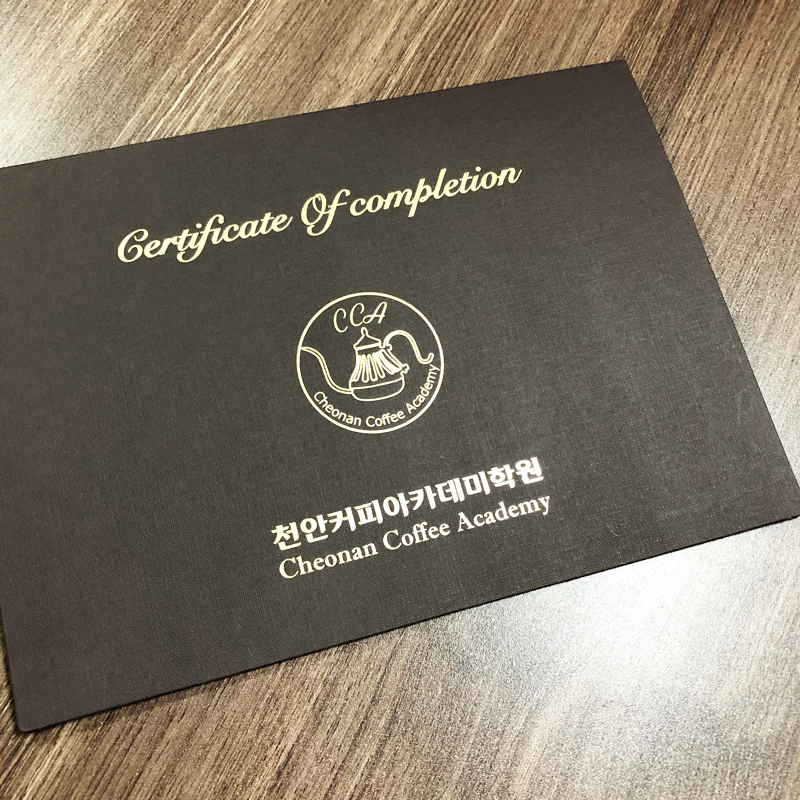 Certificate Of completion
CCA
Cheonan Coffee Academy
천안커피아카데미학원
Cheonan Coffee Academy